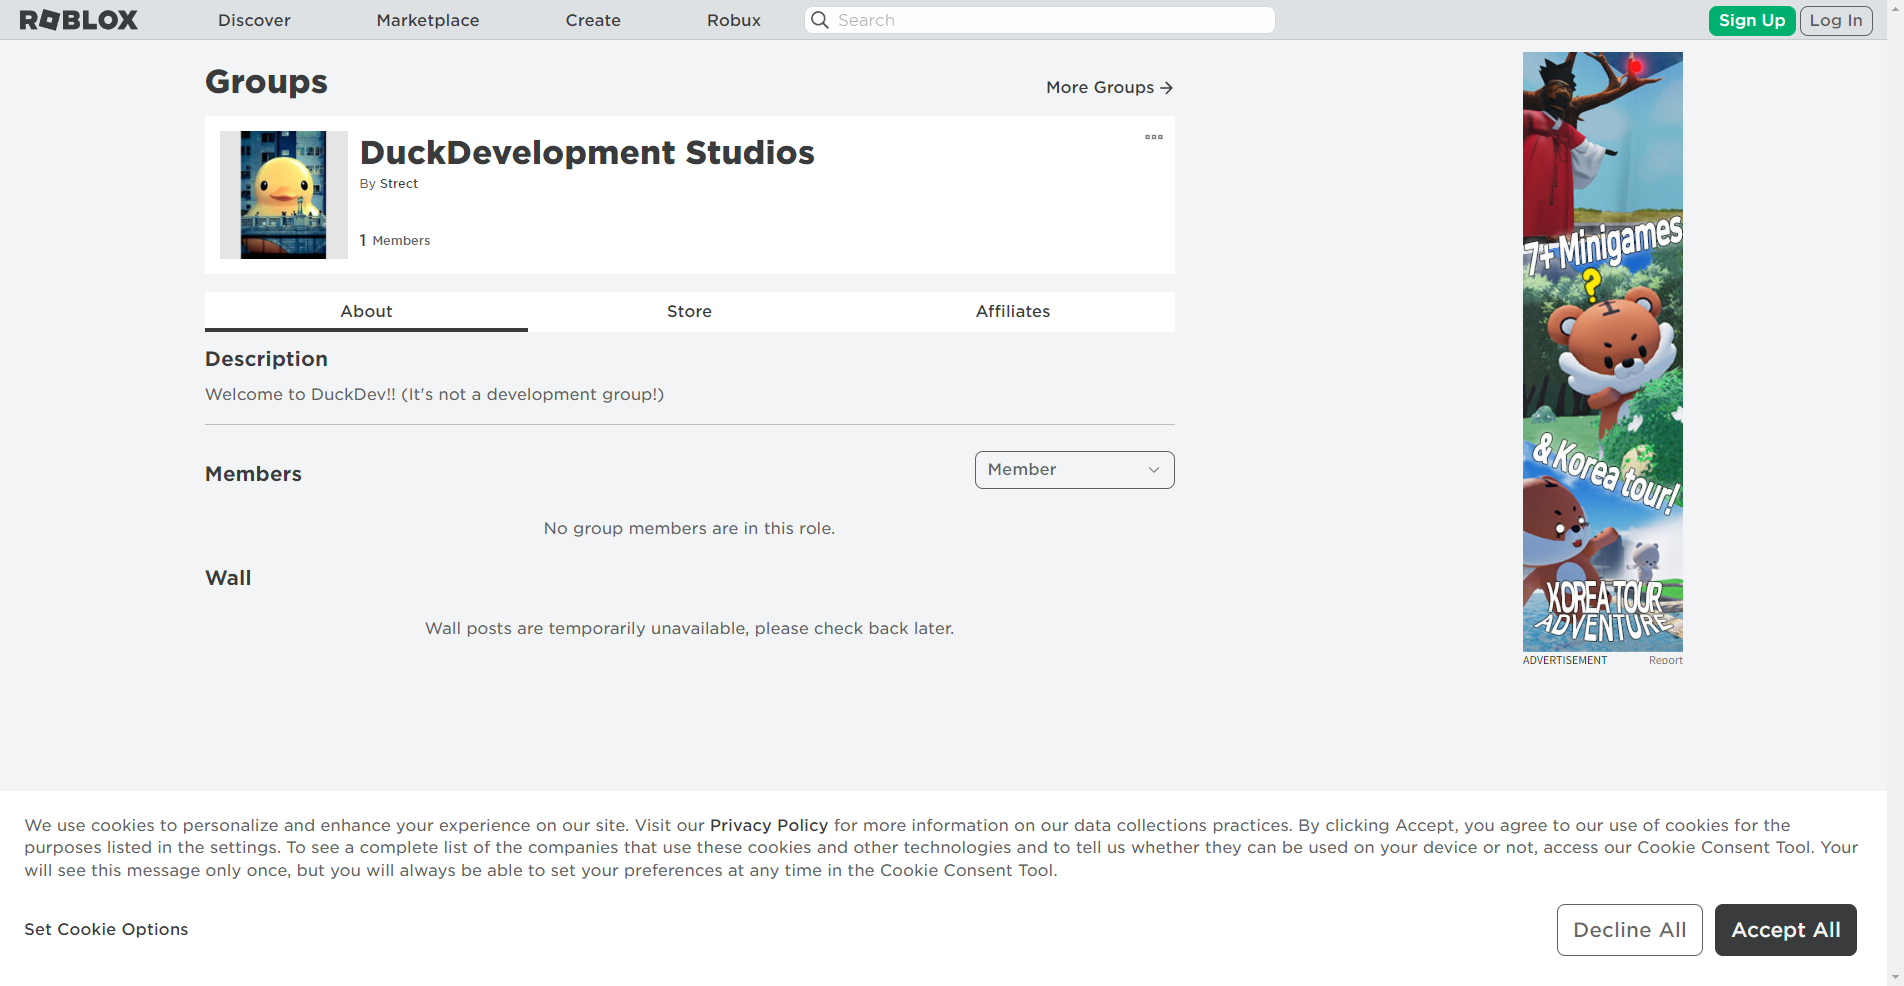 ROBLOX
Discover
Marketplace
Create
Robux
Search
Sign Up
Log In
Groups
More Groups
DuckDevelopment Studios
By Strect
1 Members
About
Store
Affiliates
Description
Welcome to DuckDev!! (It's not a development group!)
Members
Member
No group members are in this role.
Wall
Wall posts are temporarily unavailable, please check back later.
7+ Minigames
?
& Korea tour!
KOREA TOUR
ADVENTURE
ADVERTISEMENT
Report
We use cookies to personalize and enhance your experience on our site. Visit our Privacy Policy for more information on our data collections practices. By clicking Accept, you agree to our use of cookies for the
purposes listed in the settings. To see a complete list of the companies that use these cookies and other technologies and to tell us whether they can be used on your device or not, access our Cookie Consent Tool. Your
will see this message only once, but you will always be able to set your preferences at any time in the Cookie Consent Tool.
Set Cookie Options
Decline All
Accept All